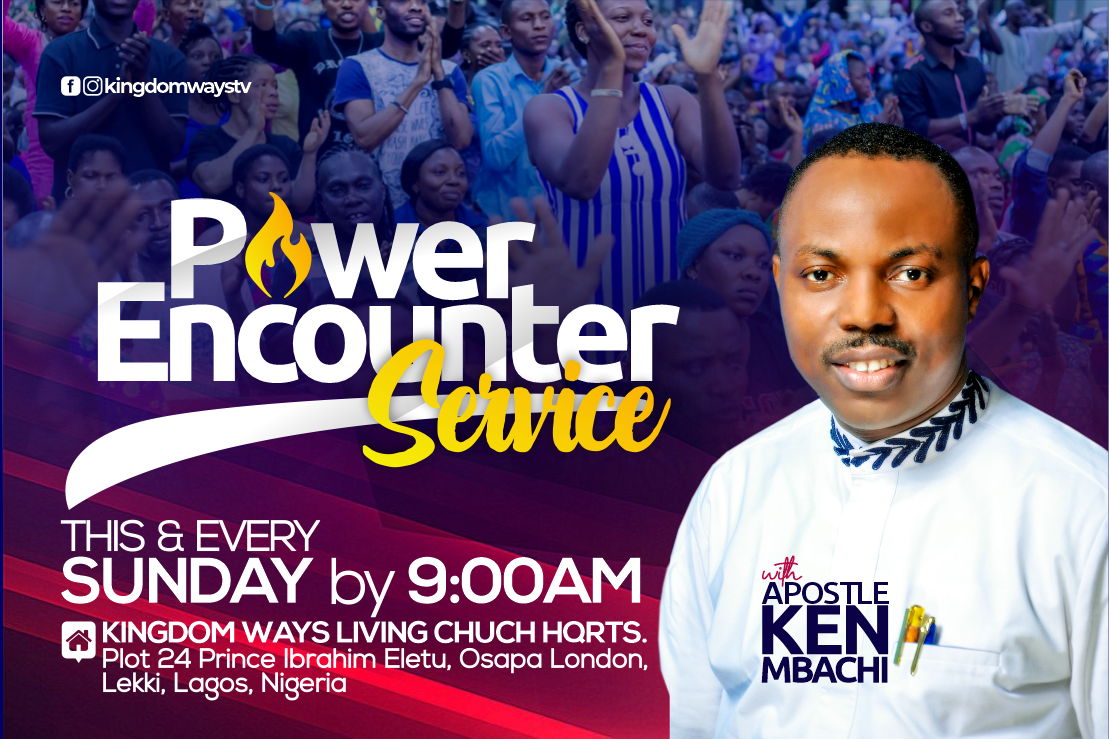 kingdomwaystv
Power
Encounter
Service
THIS & EVERY
SUNDAY by 9:00AM
KINGDOM WAYS LIVING CHUCH HQRTS.
Plot 24 Prince Ibrahim Eletu, Osapa London,
Lekki, Lagos, Nigeria
with
APOSTLE
KEN
MBACHI